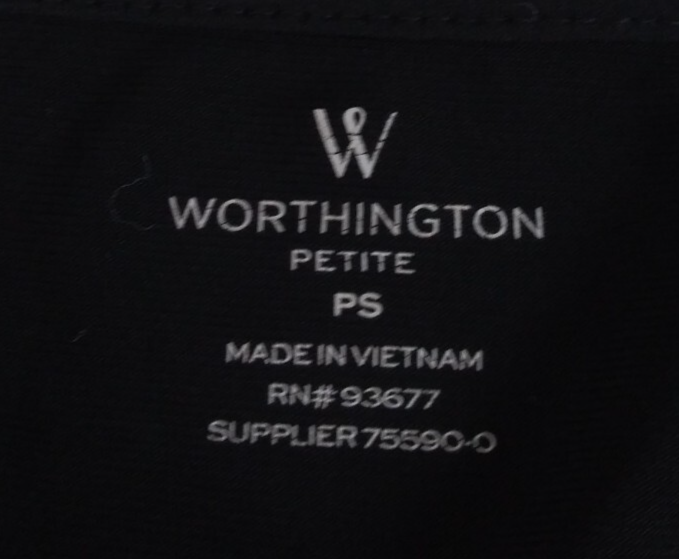 W
WORTHINGTON
PETITE
PS
MADE IN VIETNAM
RN# 93677
SUPPLIER 75590-0